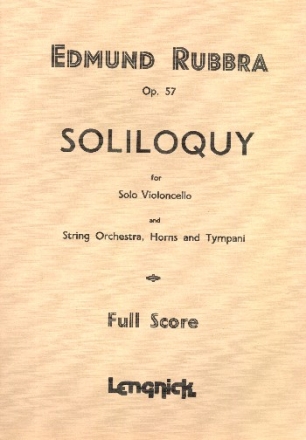 EDMUND RUBBRA
Op. 57
SOLILOQUY
for
Solo Violoncello
and
String Orchestra, Horns and Tympani
Full Score
Lengnick